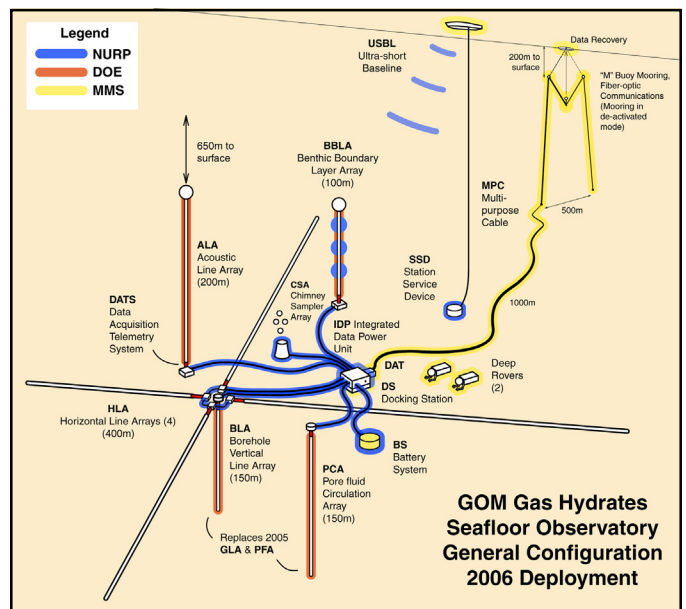 Legend
NURP
DOE
MMS
USBL
Ultra-short
Baseline
Data Recovery
200m to
surface
"M" Buoy Mooring,
Fiber-optic
Communications
(Mooring in
de-activated
mode)
500m
MPC
Multi-
purpose
Cable
650m to
surface
BBLA
Benthic Boundary
Layer Array
(100m)
ALA
Acoustic
Line Array
(200m)
SSD
Station
Service
Device
1000m
CSA
Chimney
Sampler
Array
DATS
Data
Acquisition
Telemetry
System
IDP Integrated
Data Power
Unit
DAT
DS
Docking Station
Deep
Rovers
(2)
HLA
Horizontal Line Arrays (4)
(400m)
BLA
Borehole
Vertical
Line Array
(150m)
PCA
Pore fluid
Circulation
Array
(150m)
BS
Battery
System
Replaces 2005
GLA & PFA
GOM Gas Hydrates
Seafloor Observatory
General Configuration
2006 Deployment